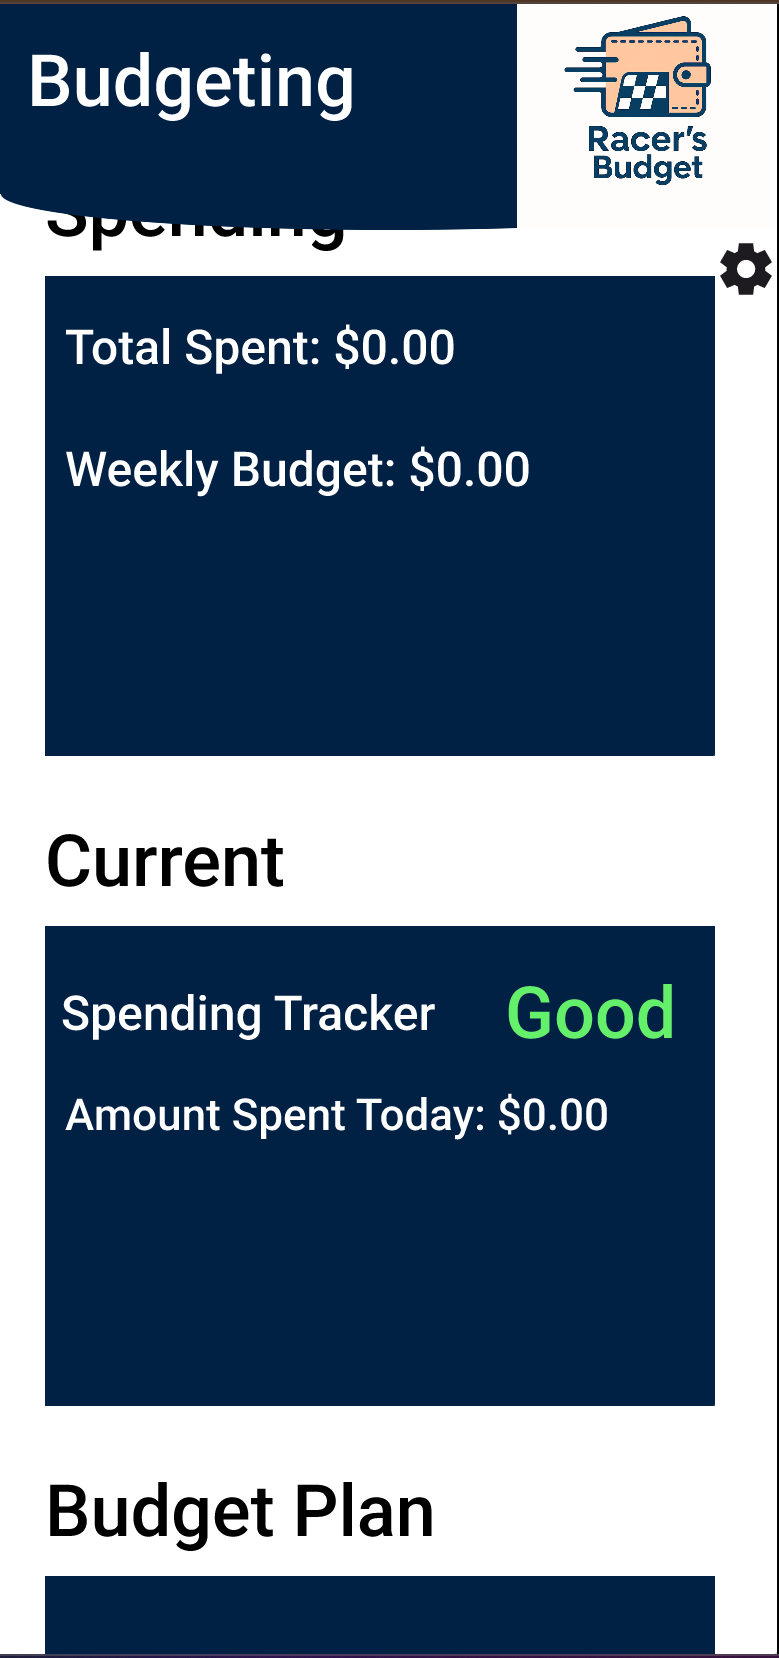 Budgeting
Racer's
Budget
Spending
Total Spent: $0.00
Weekly Budget: $0.00
Current
Spending Tracker Good
Amount Spent Today: $0.00
Budget Plan